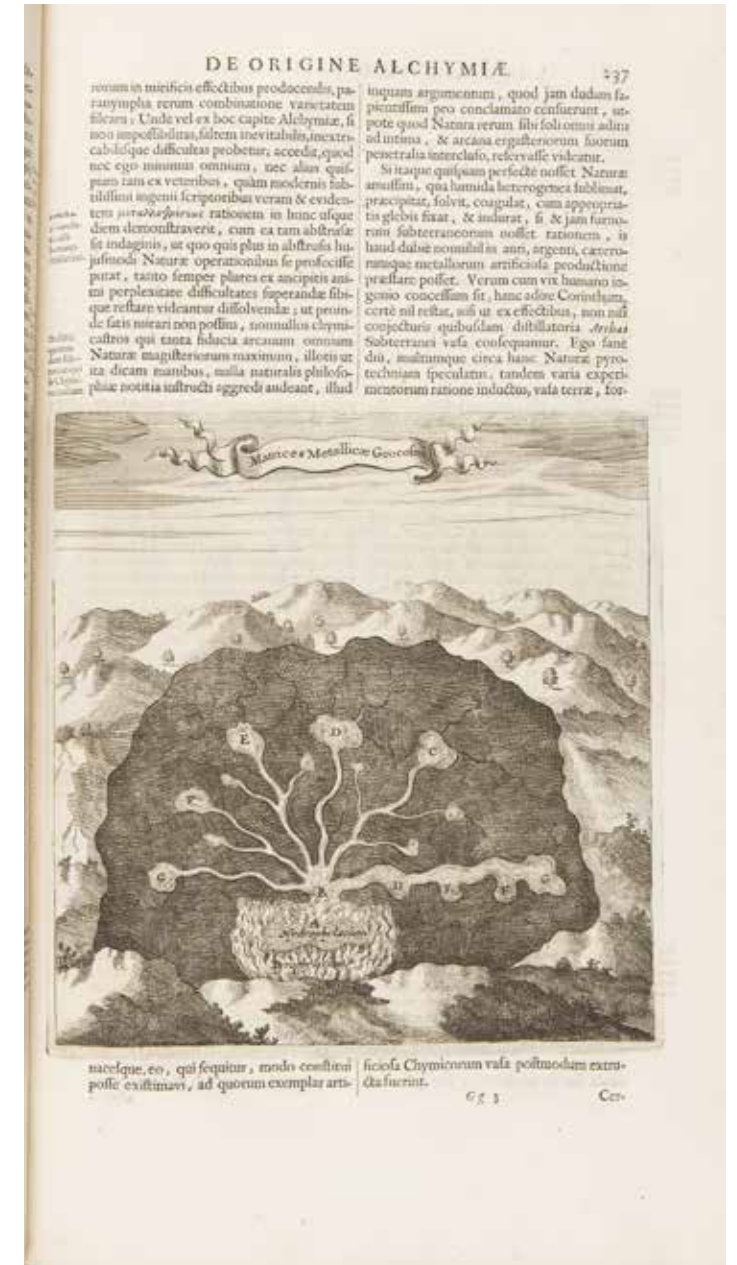 DE ORIGINE ALCHYMIÆ. 237
rorum in mirificis effectibus producendis, pa-
ranympha rerum combinatione varietatem
sileam; Unde vel ex hoc capite Alchymiæ, si
non impossibilitas, saltem inevitabilis, inextri-
cabilisque difficultas probetur; accedit, quod
nec ego minimus omnium, nec alius quis-
piam tam ex veteribus, quàm modernis sub-
tilissimi ingenii scriptoribus veram & eviden-
tem rationem in hunc usque
diem demonstraverit, cum ea tam abstrusæ
sit indaginis, ut quo quis plus in abstrusis hu-
jusmodi Naturæ operationibus se profecisse
putat, tanto semper plures ex ancipitis ani-
mi perplexitate difficultates superandæ sibi-
que restare videantur dissolvendæ; ut proin-
de satis mirari non possim, nonnullos chymi-
castros qui tanta fiducia arcanum omnium
Naturæ magisteriorum maximum, illotis ut
ita dicam manibus, nulla naturalis philoso-
phiæ notitia instructi aggredi audeant, illud
inquam argumentum, quod jam dudum sa-
pientissimi pro conclamato censuerunt, ut-
pote quod Natura rerum sibi soli omni aditu
ad intima, & arcana ergasteriorum suorum
penetralia intercluso, reservasse videatur.
Si itaque quispiam perfectè nosset Naturæ
amussim, qua humida heterogenea sublimat,
præcipitat, solvit, coagulat, cum appropria-
tis glebis fixat, & indurat, si & jam furno-
rum subterraneorum nosset rationem, is
haud dubiè nonnihil in auri, argenti, cætero-
rumque metallorum artificiosa productione
præstare posset. Verum cum vix humano in-
genio concessum sit, hanc adire Corinthum,
certè nil restat, nisi ut ex effectibus, non nisi
conjecturis quibusdam distillatoria Archæi
Subterranei vasa consequamur. Ego sanè
diu, multumque circa hanc Naturæ pyro-
techniam speculatus, tandem varia experi-
mentorum ratione inductus, vasa terræ, for-
Matrices Metallicæ Geocosmi
E D C
F
G A H F G
nacesque, eo, qui sequitur, modo constitui
posse existimavi, ad quorum exemplar arti-
ficiosa Chymicorum vasa postmodum extru-
cta fuerint.
Gg 3 Cer-